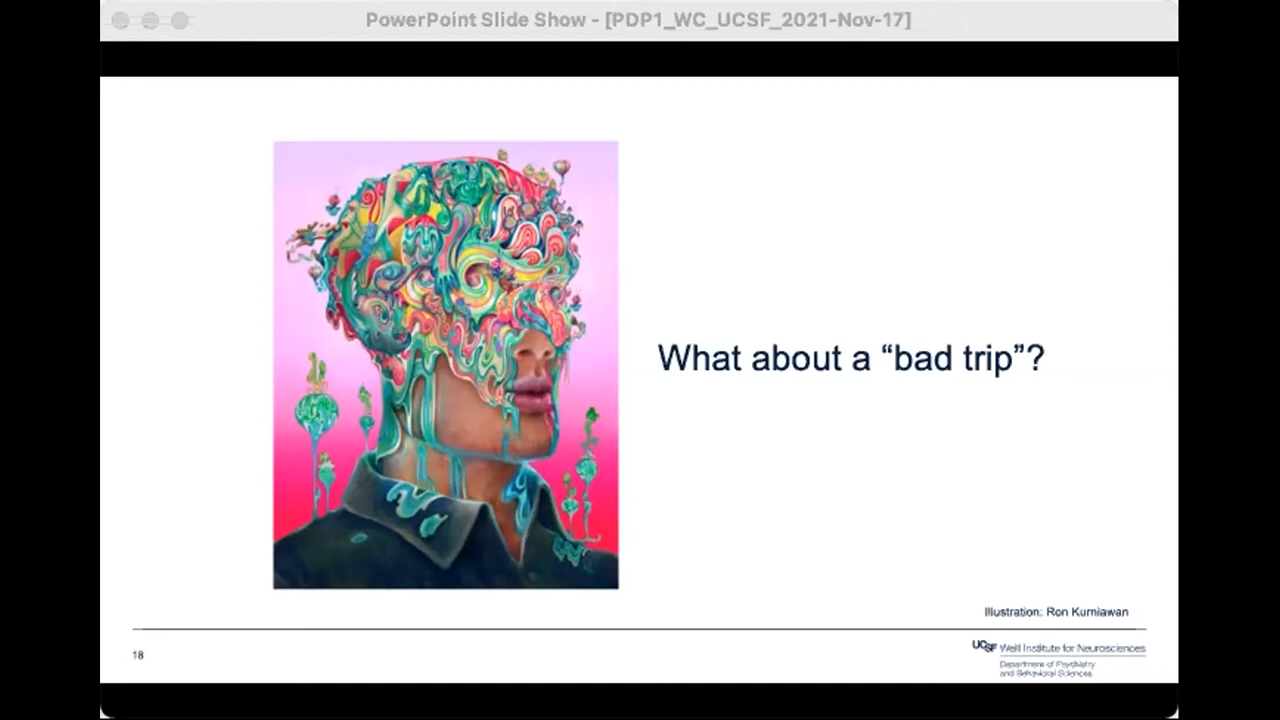 PowerPoint Slide Show - [PDP1_WC_UCSF_2021-Nov-17]
What about a “bad trip”?
Illustration: Ron Kurniawan
18
UCSF Weill Institute for Neurosciences
Department of Psychiatry
and Behavioral Sciences